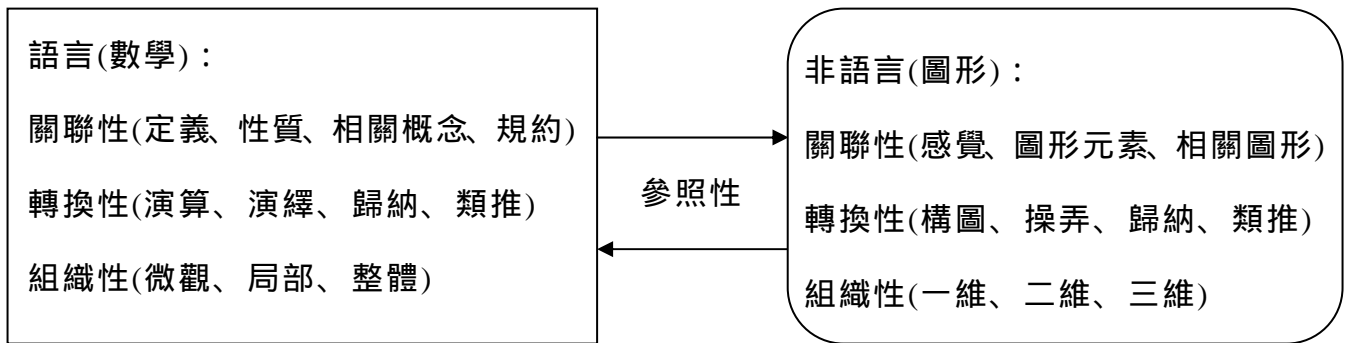 語言(數學)：
關聯性(定義、性質、相關概念、規約)
轉換性(演算、演繹、歸納、類推)
組織性(微觀、局部、整體)
參照性
非語言(圖形)：
關聯性(感覺、圖形元素、相關圖形)
轉換性(構圖、操弄、歸納、類推)
組織性(一維、二維、三維)